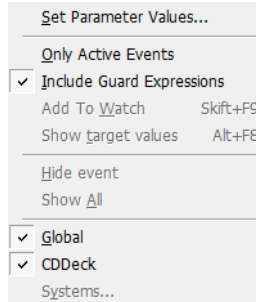 Set Parameter Values...
Only Active Events
Include Guard Expressions
Add To Watch Skift+F9
Show target values Alt+F8
Hide event
Show All
Global
CDDeck
Systems...